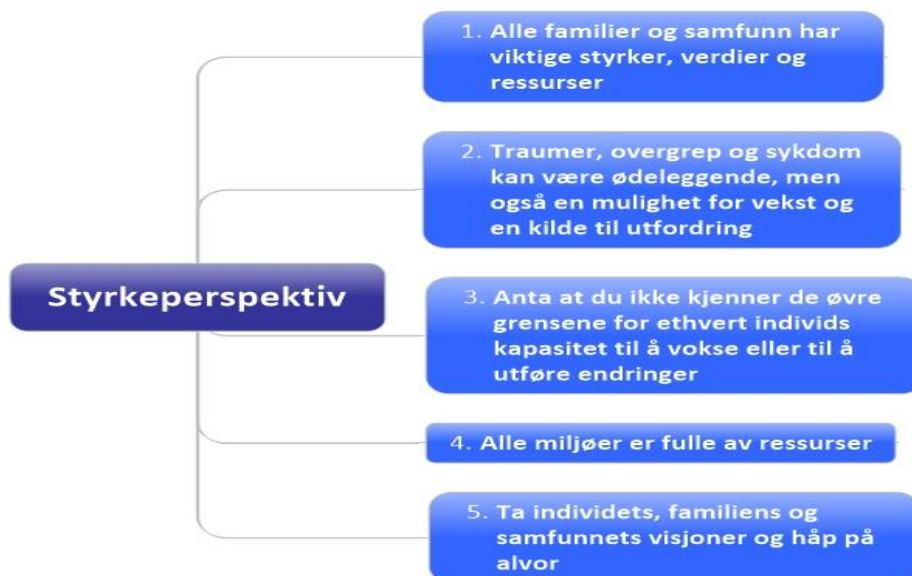 1. Alle familier og samfunn har
viktige styrker, verdier og
ressurser
2. Traumer, overgrep og sykdom
kan være ødeleggende, men
også en mulighet for vekst og
en kilde til utfordring
Styrkeperspektiv
3. Anta at du ikke kjenner de øvre
grensene for ethvert individs
kapasitet til å vokse eller til å
utføre endringer
4. Alle miljøer er fulle av ressurser
5. Ta individets, familiens og
samfunnets visjoner og håp på
alvor